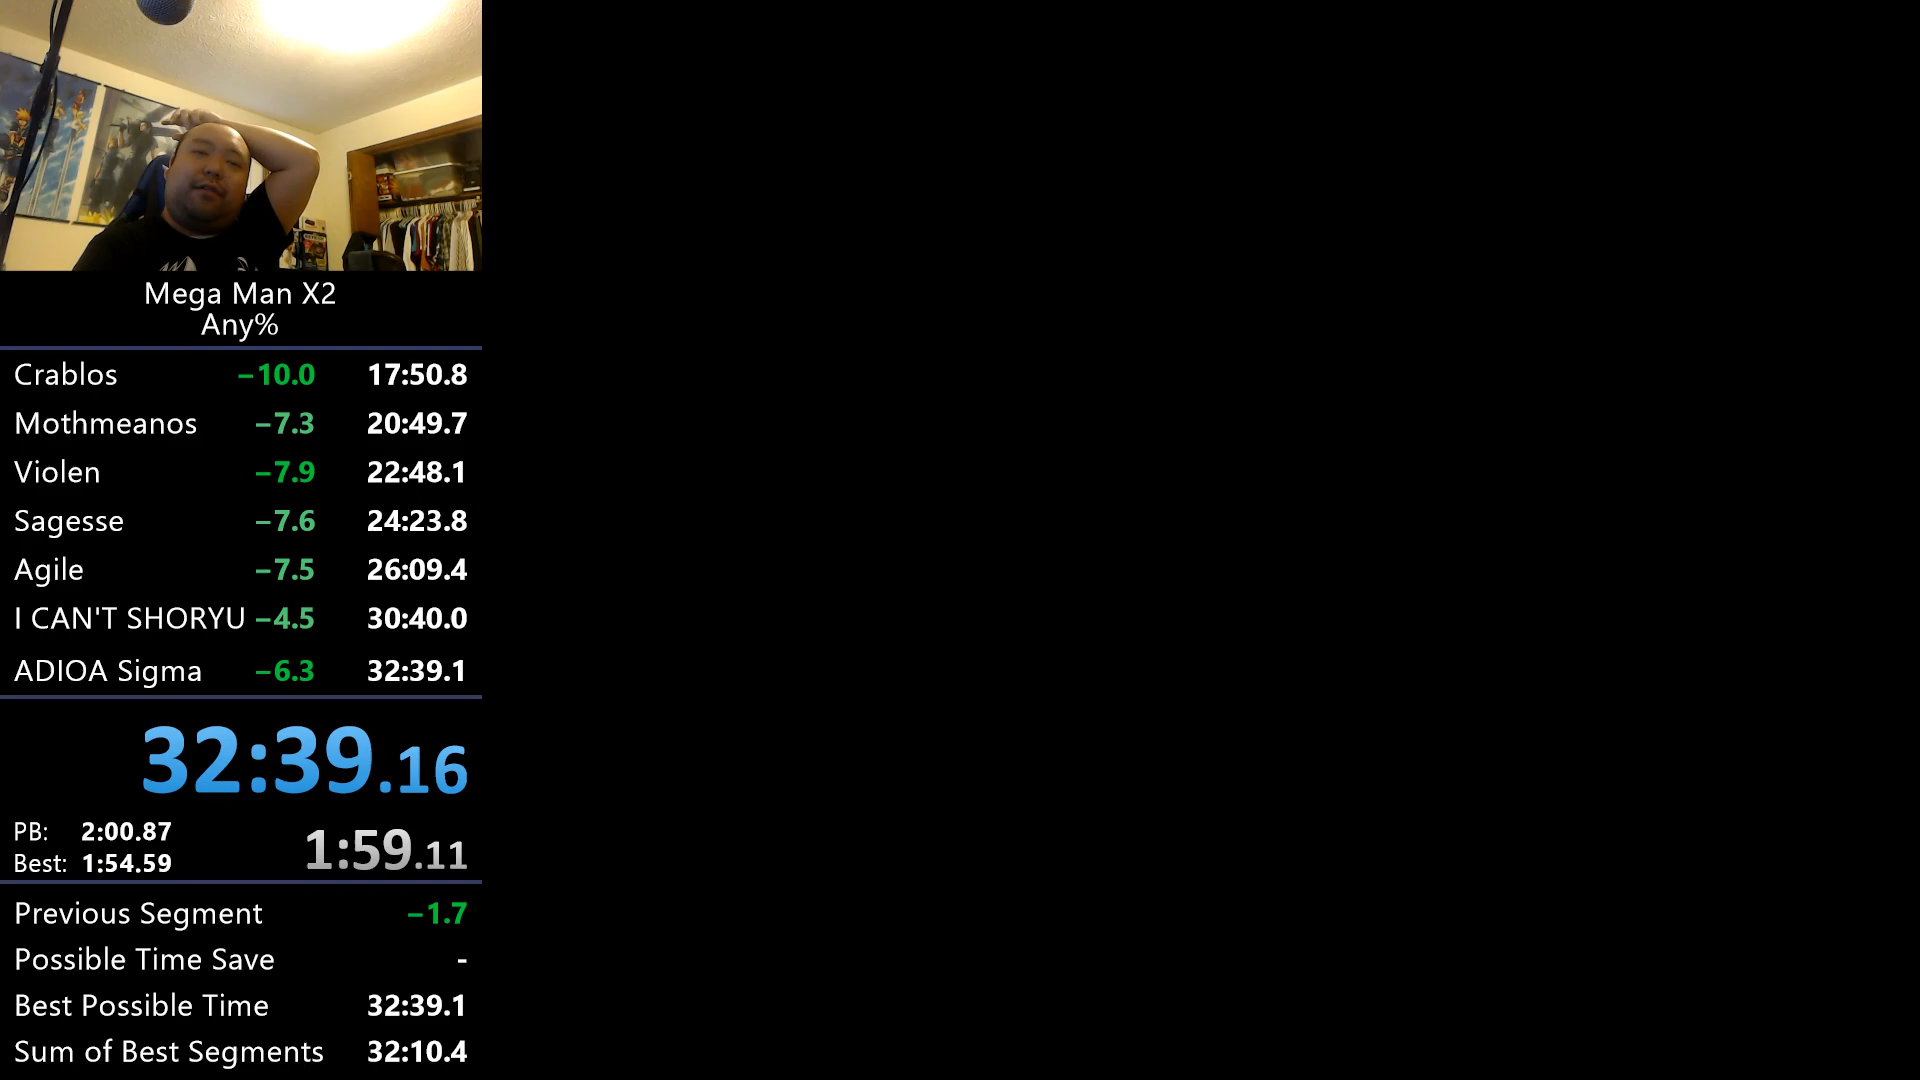 Mega Man X2
Any%
Crablos −10.0 17:50.8
Mothmeanos −7.3 20:49.7
Violen −7.9 22:48.1
Sagesse −7.6 24:23.8
Agile −7.5 26:09.4
I CAN'T SHORYU −4.5 30:40.0
ADIOA Sigma −6.3 32:39.1
32:39.16
PB: 2:00.87
Best: 1:54.59
1:59.11
Previous Segment −1.7
Possible Time Save -
Best Possible Time 32:39.1
Sum of Best Segments 32:10.4